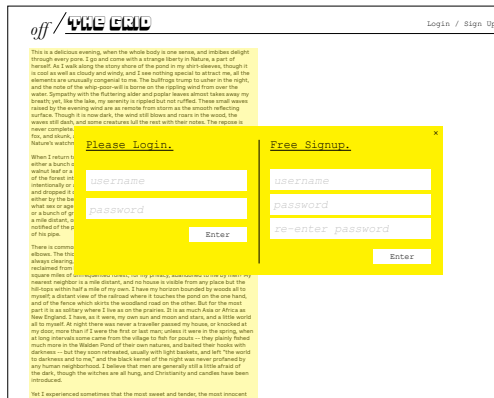 off / THE GRID
Login / Sign Up
This is a delicious evening, when the whole body is one sense, and imbibes delight
through every pore. I go and come with a strange liberty in Nature, a part of
herself. As I walk along the stony shore of the pond in my shirt-sleeves, though it
is cool as well as cloudy and windy, and I see nothing special to attract me, all the
elements are unusually congenial to me. The bullfrogs trump to usher in the night,
and the note of the whip-poor-will is borne on the rippling wind from over the
water. Sympathy with the fluttering alder and poplar leaves almost takes away my
breath; yet, like the lake, my serenity is rippled but not ruffled. These small waves
raised by the evening wind are as remote from storm as the smooth reflecting
surface. Though it is now dark, the wind still blows and roars in the wood, the
waves still dash, and some creatures lull the rest with their notes. The repose is
never complete.
fox, and skunk,
Nature's watchm
×
Please Login.
Free Signup.
When I return t
either a bunch o
walnut leaf or a
of the forest int
intentionally or
and dropped it
either by the be
what sex or age
or a bunch of gr
a mile distant, o
notified of the p
of his pipe.
username
password
Enter
username
password
re-enter password
Enter
There is commo
elbows. The thic
always clearing,
reclaimed from
square miles of unfrequented forest, for my privacy, abandoned to me by men? My
nearest neighbor is a mile distant, and no house is visible from any place but the
hill-tops within half a mile of my own. I have my horizon bounded by woods all to
myself; a distant view of the railroad where it touches the pond on the one hand,
and of the fence which skirts the woodland road on the other. But for the most
part it is as solitary where I live as on the prairies. It is as much Asia or Africa as
New England. I have, as it were, my own sun and moon and stars, and a little world
all to myself. At night there was never a traveller passed my house, or knocked at
my door, more than if I were the first or last man; unless it were in the spring, when
at long intervals some came from the village to fish for pouts -- they plainly fished
much more in the Walden Pond of their own natures, and baited their hooks with
darkness -- but they soon retreated, usually with light baskets, and left "the world
to darkness and to me," and the black kernel of the night was never profaned by
any human neighborhood. I believe that men are generally still a little afraid of
the dark, though the witches are all hung, and Christianity and candles have been
introduced.
Yet I experienced sometimes that the most sweet and tender, the most innocent